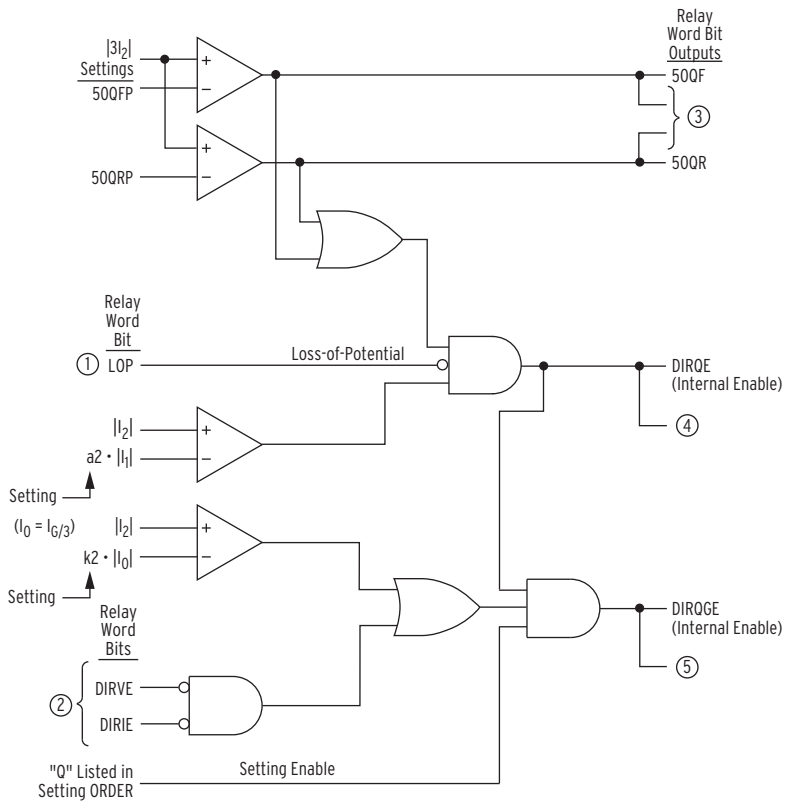 |3I2|
Settings
50QFP
50QRP
Relay
Word Bit
Outputs
50QF
3
50QR
Relay
Word
Bit
1 LOP
Loss-of-Potential
DIRQE
(Internal Enable)
4
|I2|
a2 • |I1|
Setting
(I0 = IG/3)
|I2|
k2 • |I0|
Setting
Relay
Word
Bits
2
DIRVE
DIRIE
DIRQGE
(Internal Enable)
5
"Q" Listed in
Setting ORDER
Setting Enable
+
−
+
−
+
−
+
−